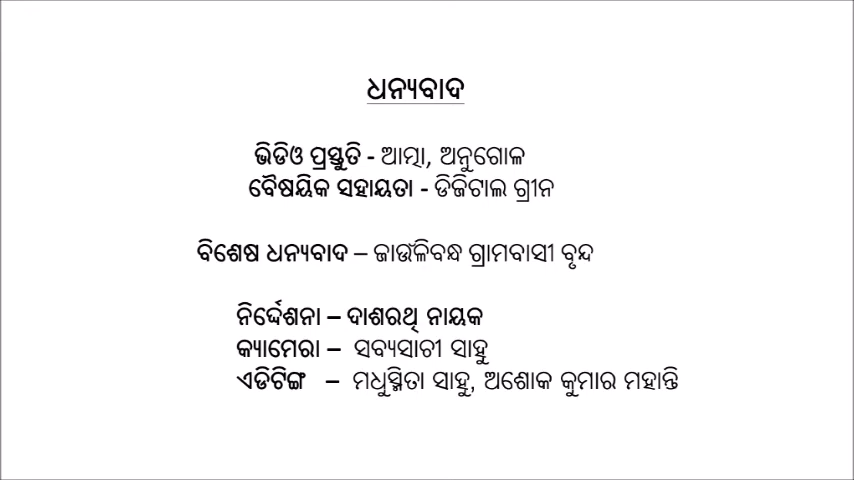 ଧନ୍ୟବାଦ
ଭିଡିଓ ପ୍ରସ୍ତୁତି - ଆତ୍ମା, ଅନୁଗୋଳ
ବୈଷୟିକ ସହାୟତା - ଡିଜିଟାଲ ଗ୍ରୀନ
ବିଶେଷ ଧନ୍ୟବାଦ – ଜାଉଁଳିବନ୍ଧ ଗ୍ରାମବାସୀ ବୃନ୍ଦ
ନିର୍ଦ୍ଦେଶନା – ଦାଶରଥି ନାୟକ
କ୍ୟାମେରା – ସବ୍ୟସାଚୀ ସାହୁ
ଏଡିଟିଙ୍ଗ – ମଧୁସ୍ମିତା ସାହୁ, ଅଶୋକ କୁମାର ମହାନ୍ତି